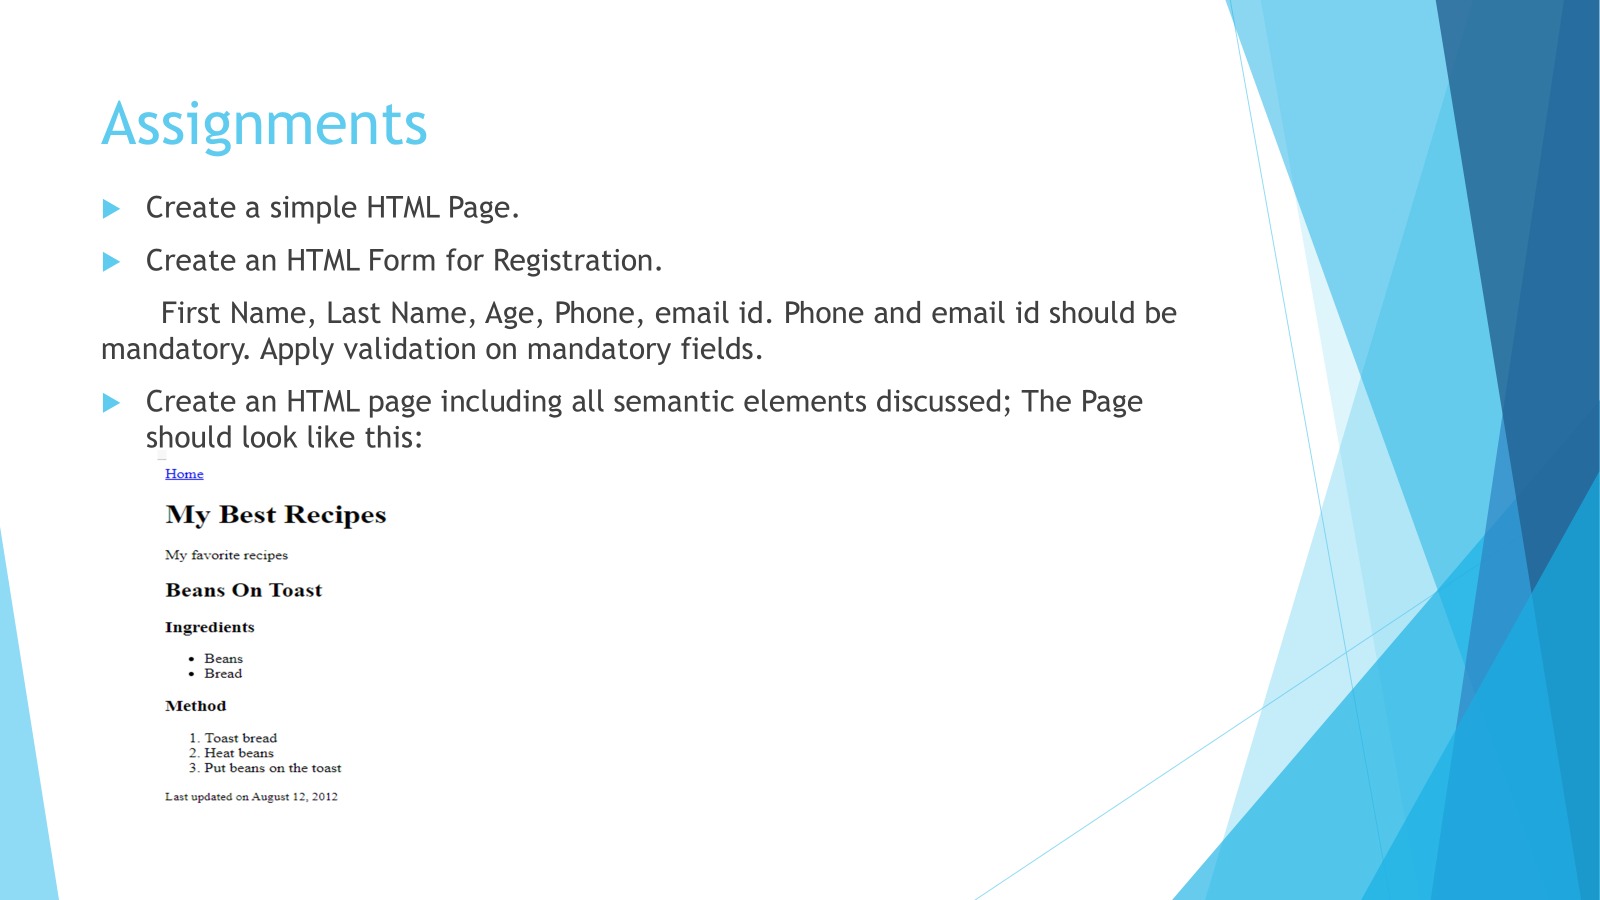 Assignments
Create a simple HTML Page.
Create an HTML Form for Registration.
First Name, Last Name, Age, Phone, email id. Phone and email id should be
mandatory. Apply validation on mandatory fields.
Create an HTML page including all semantic elements discussed; The Page
should look like this:
Home
My Best Recipes
My favorite recipes
Beans On Toast
Ingredients
• Beans
• Bread
Method
1. Toast bread
2. Heat beans
3. Put beans on the toast
Last updated on August 12, 2012